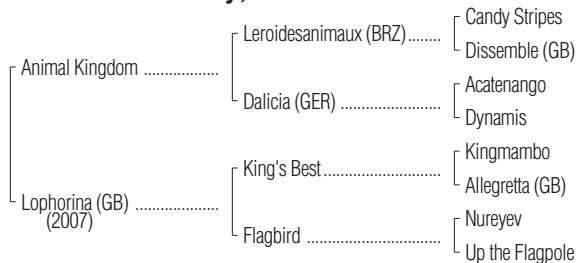 Candy Stripes
Leroidesanimaux (BRZ)........
Dissemble (GB)
Animal Kingdom ..................
Acatenango
Dalicia (GER) ........................
Dynamis
Kingmambo
King's Best............................
Allegretta (GB)
Lophorina (GB) ....................
(2007)
Nureyev
Flagbird ................................
Up the Flagpole